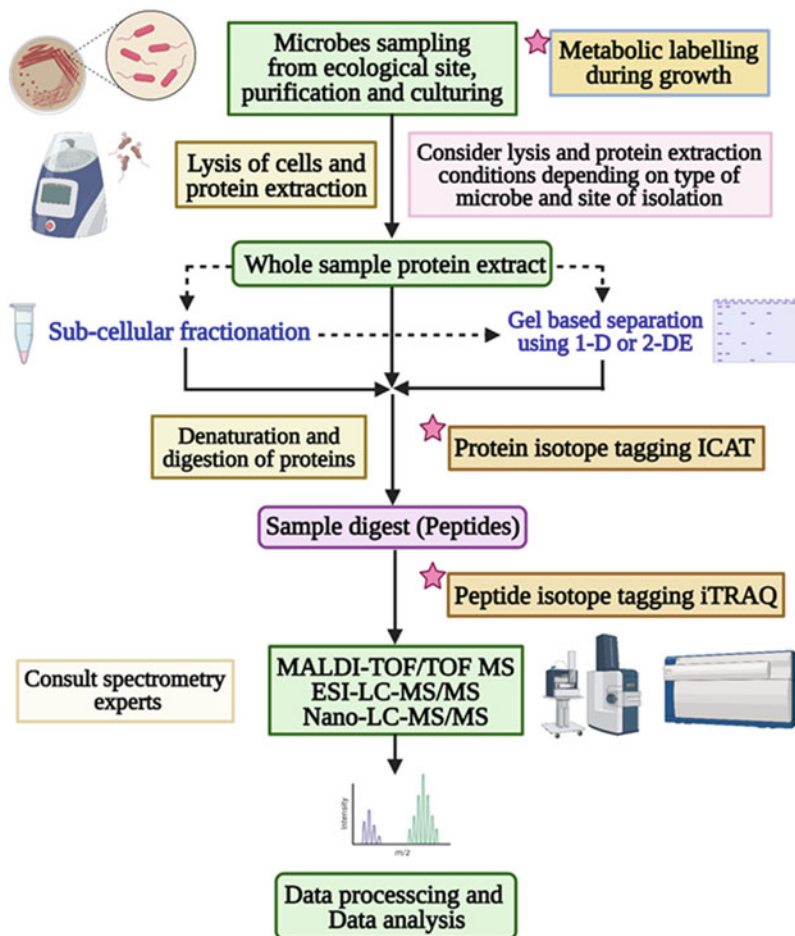 Microbes sampling
from ecological site,
purification and culturing
Metabolic labelling
during growth
Lysis of cells and
protein extraction
Consider lysis and protein extraction
conditions depending on type of
microbe and site of isolation
Whole sample protein extract
Sub-cellular fractionation
Gel based separation
using 1-D or 2-DE
Denaturation and
digestion of proteins
Protein isotope tagging ICAT
Sample digest (Peptides)
Peptide isotope tagging iTRAQ
Consult spectrometry
experts
MALDI-TOF/TOF MS
ESI-LC-MS/MS
Nano-LC-MS/MS
Intensity
m/z
Data processcing and
Data analysis